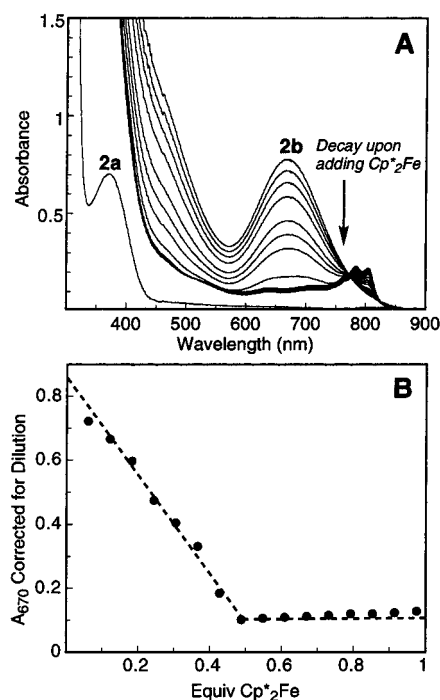 A
1.5
1
0.5
Absorbance
2a
2b
Decay upon
adding Cp*2Fe
400 500 600 700 800 900
Wavelength (nm)
B
0.8
0.6
0.4
0.2
0
A670 Corrected for Dilution
0.2 0.4 0.6 0.8 1
Equiv Cp*2Fe